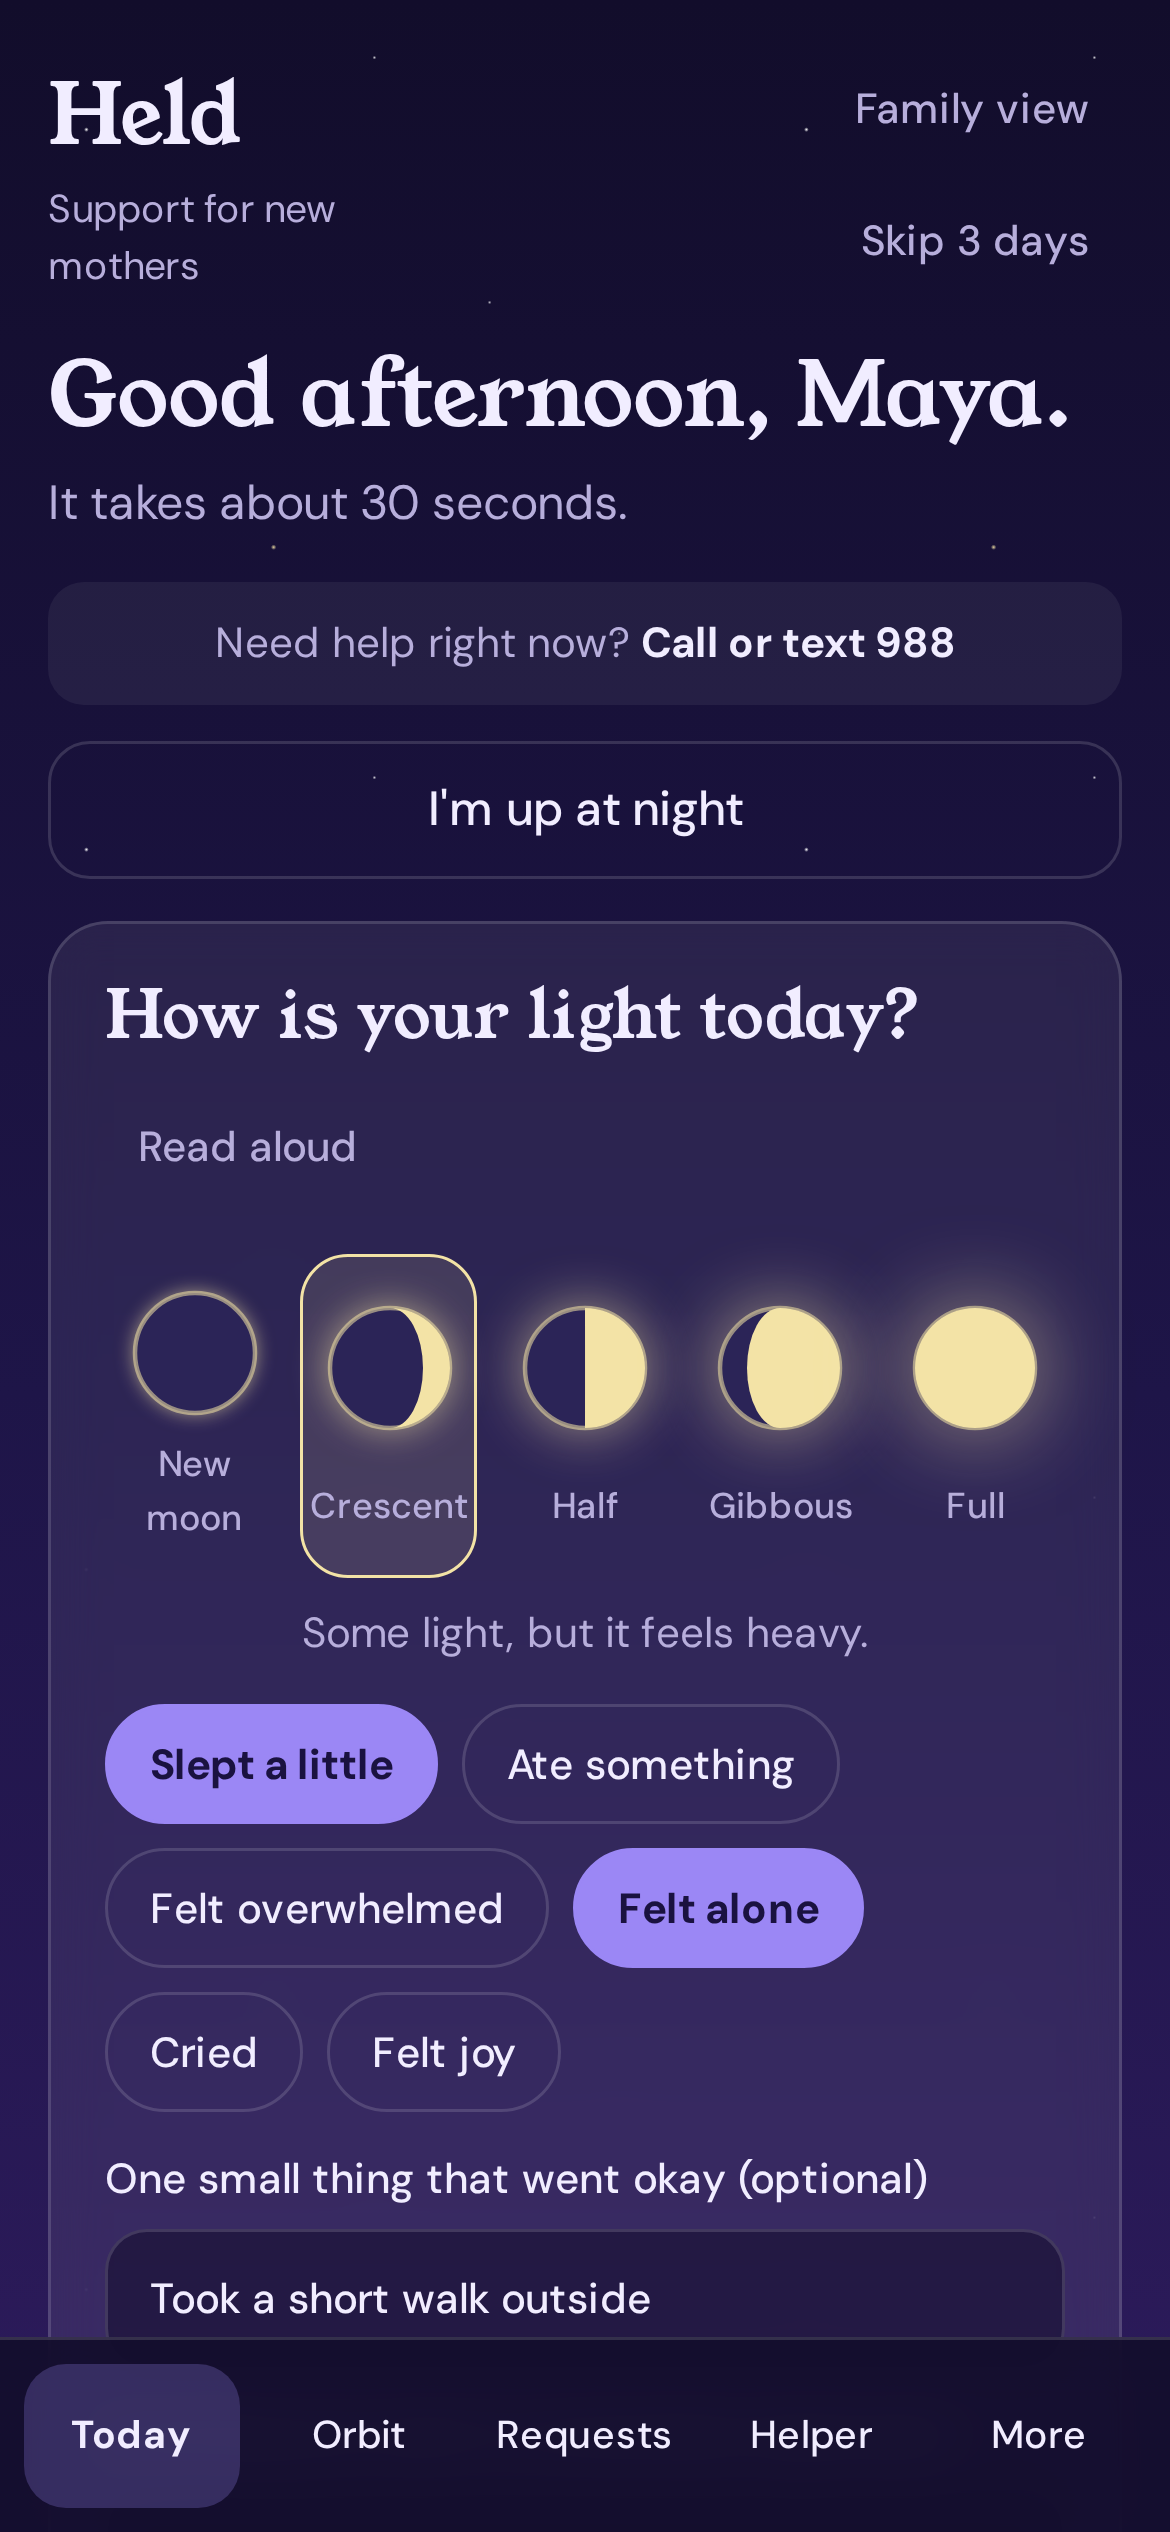 Held
Family view
Support for new
mothers
Skip 3 days
Good afternoon, Maya.
It takes about 30 seconds.
Need help right now? Call or text 988
I'm up at night
How is your light today?
Read aloud
New
moon
Crescent
Half
Gibbous
Full
Some light, but it feels heavy.
Slept a little
Ate something
Felt overwhelmed
Felt alone
Cried
Felt joy
One small thing that went okay (optional)
Took a short walk outside
Today
Orbit
Requests
Helper
More